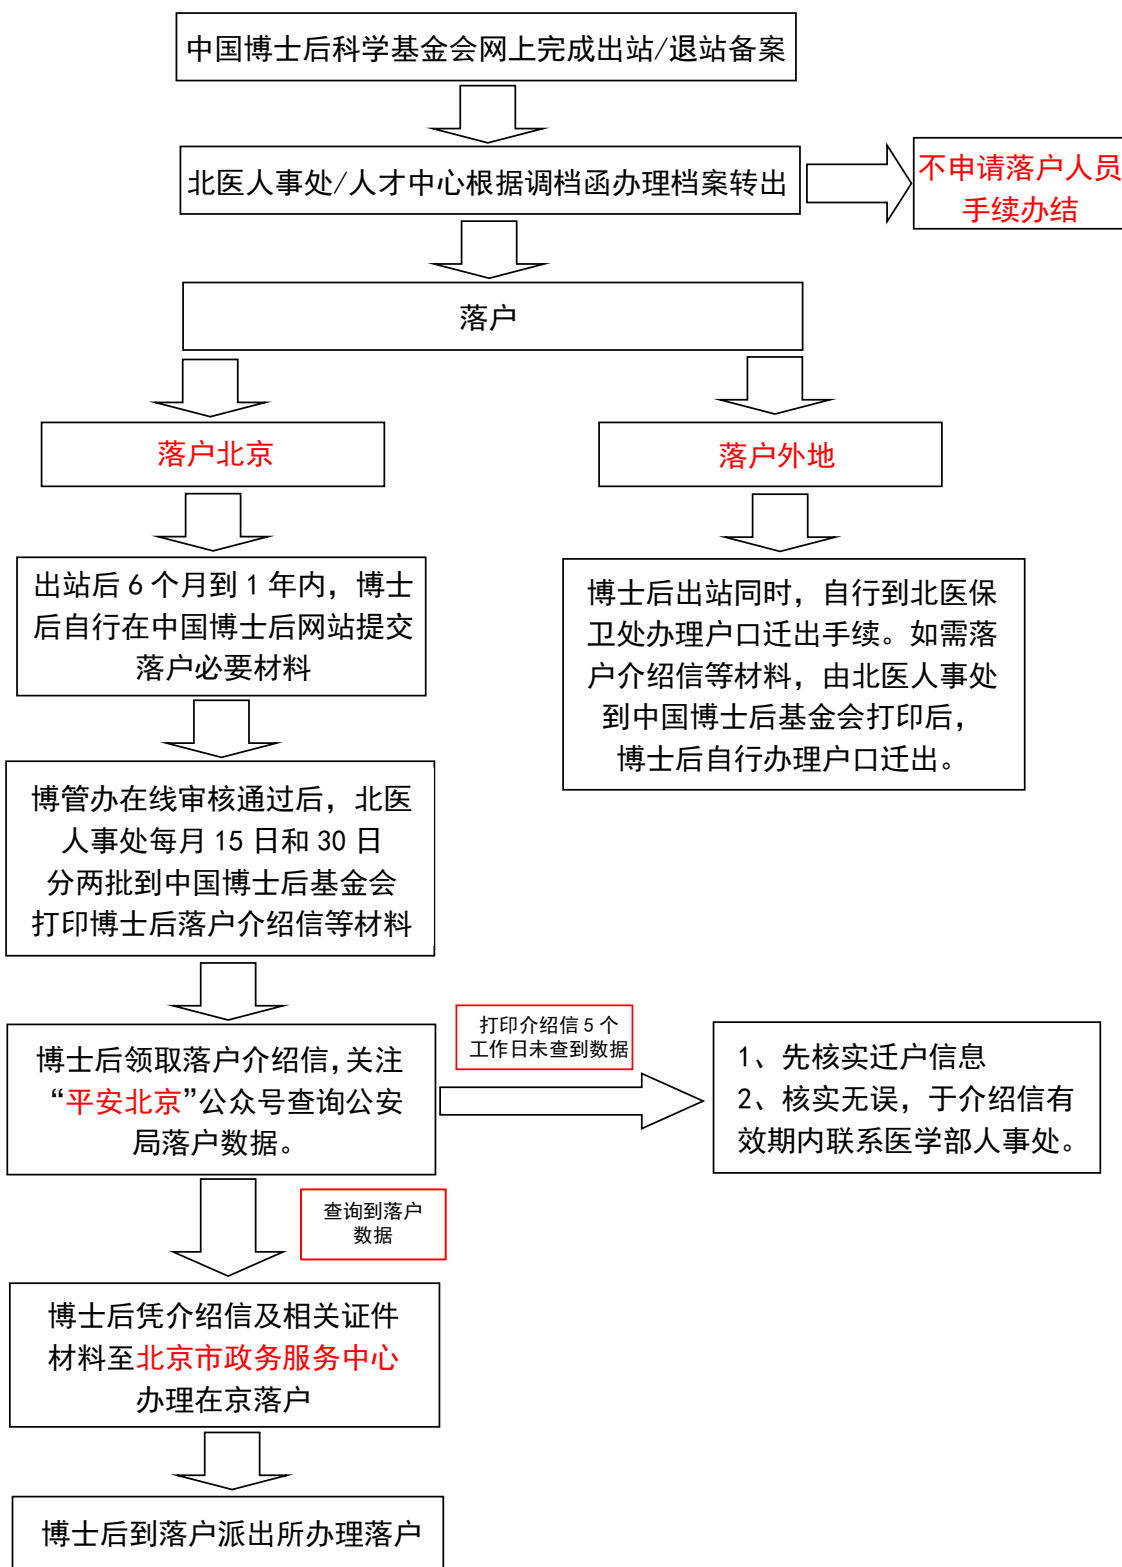 中国博士后科学基金会网上完成出站/退站备案
北医人事处/人才中心根据调档函办理档案转出
不申请落户人员
手续办结
落户
落户北京
落户外地
出站后 6 个月到 1 年内，博士
后自行在中国博士后网站提交
落户必要材料
博士后出站同时，自行到北医保
卫处办理户口迁出手续。如需落
户介绍信等材料，由北医人事处
到中国博士后基金会打印后，
博士后自行办理户口迁出。
博管办在线审核通过后，北医
人事处每月 15 日和 30 日
分两批到中国博士后基金会
打印博士后落户介绍信等材料
博士后领取落户介绍信，关注
“平安北京”公众号查询公安
局落户数据。
打印介绍信 5 个
工作日未查到数据
1、先核实迁户信息
2、核实无误，于介绍信有
效期内联系医学部人事处。
查询到落户
数据
博士后凭介绍信及相关证件
材料至北京市政务服务中心
办理在京落户
博士后到落户派出所办理落户